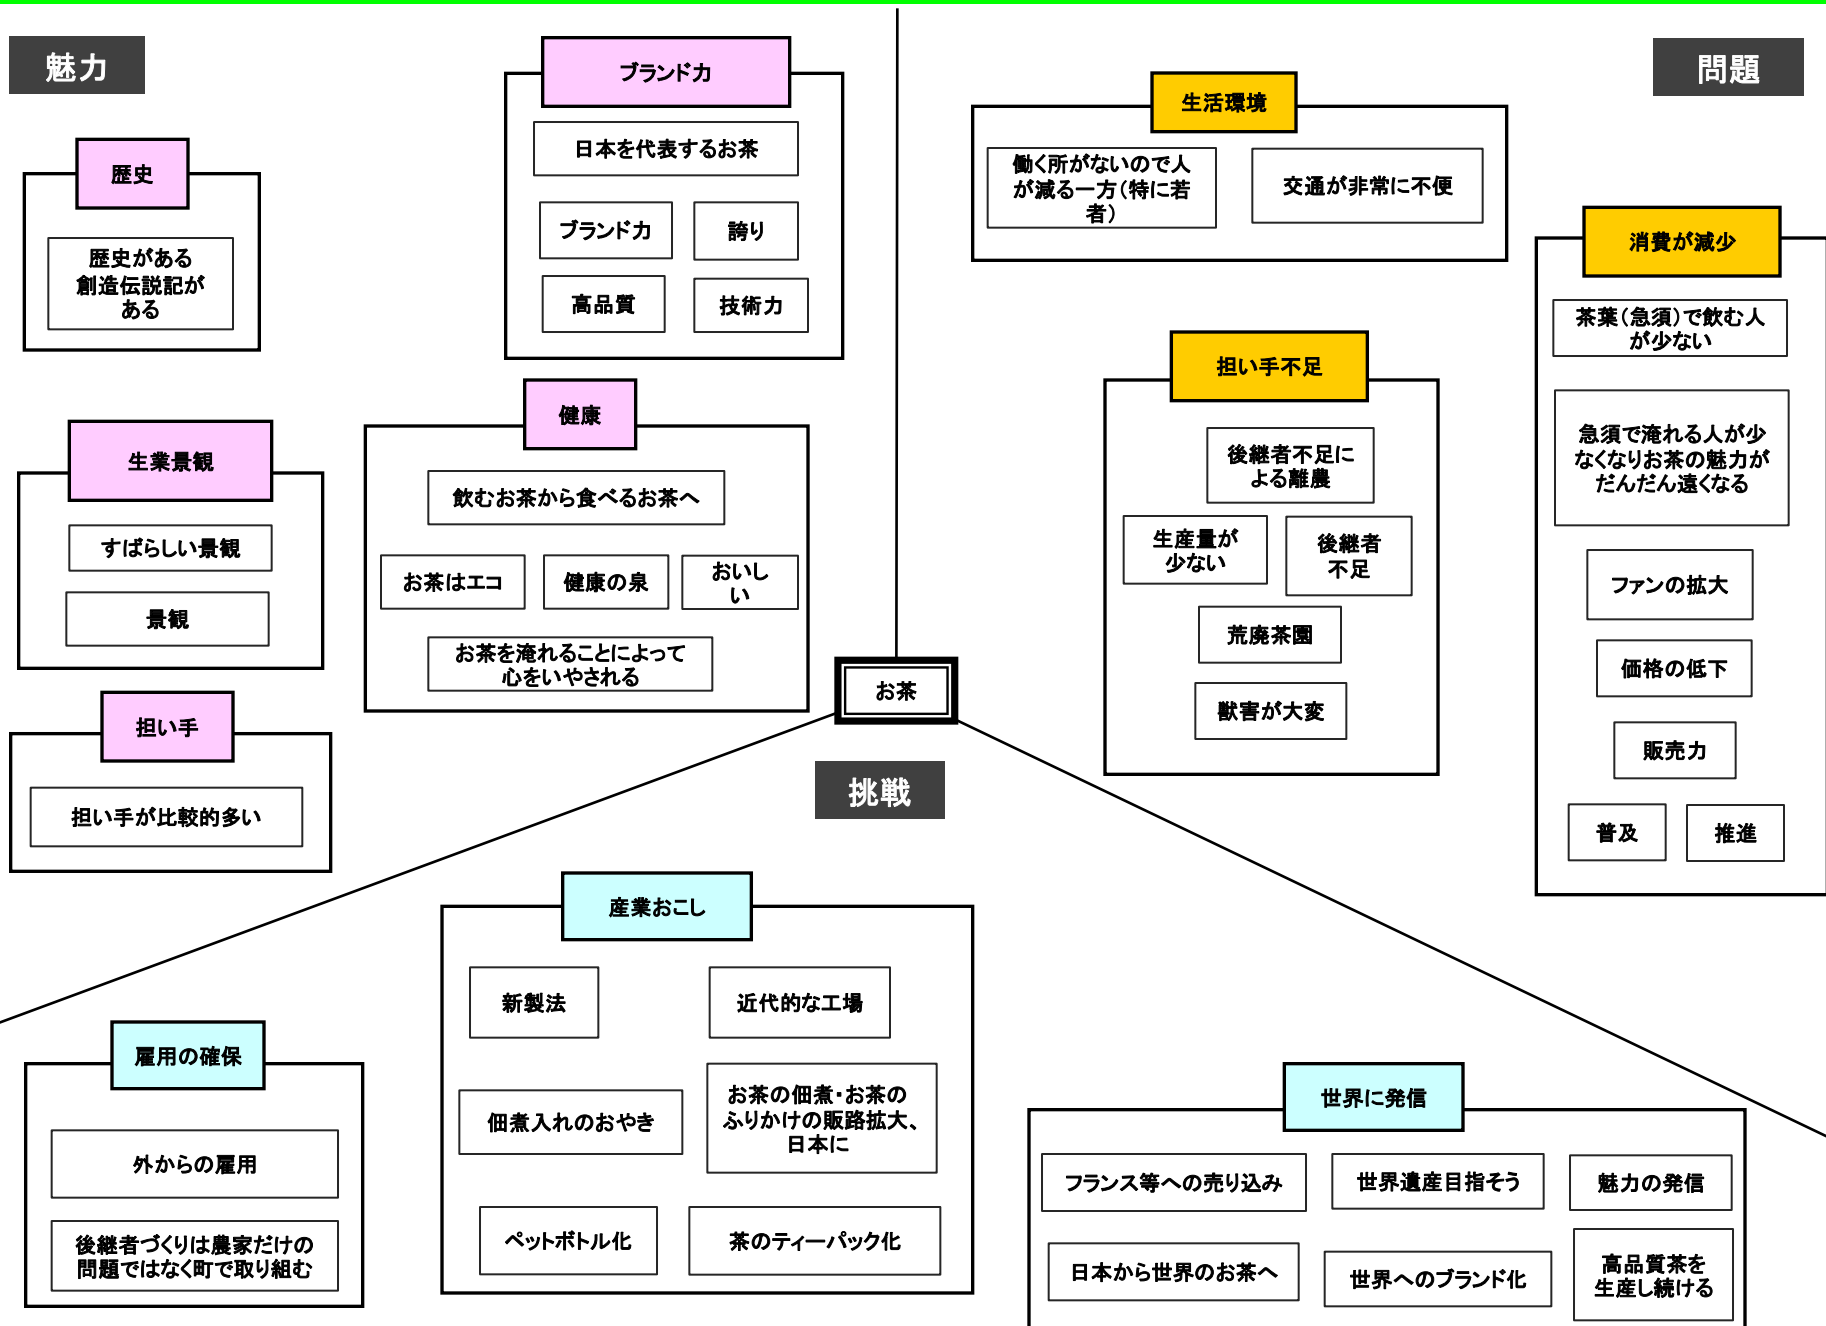 魅力
歴史
歴史がある
創造伝説記が
ある
生業景観
すばらしい景観
景観
担い手
担い手が比較的多い
ブランド力
日本を代表するお茶
ブランド力
誇り
高品質
技術力
健康
飲むお茶から食べるお茶へ
お茶はエコ
健康の泉
おいし
い
お茶を淹れることによって
心をいやされる
お茶
問題
生活環境
働く所がないので人
が減る一方（特に若
者）
交通が非常に不便
担い手不足
後継者不足に
よる離農
生産量が
少ない
後継者
不足
荒廃茶園
獣害が大変
消費が減少
茶葉（急須）で飲む人
が少ない
急須で淹れる人が少
なくなりお茶の魅力が
だんだん遠くなる
ファンの拡大
価格の低下
販売力
普及
推進
挑戦
雇用の確保
外からの雇用
後継者づくりは農家だけの
問題ではなく町で取り組む
産業おこし
新製法
近代的な工場
佃煮入れのおやき
お茶の佃煮・お茶の
ふりかけの販路拡大、
日本に
ペットボトル化
茶のティーパック化
世界に発信
フランス等への売り込み
世界遺産目指そう
魅力の発信
日本から世界のお茶へ
世界へのブランド化
高品質茶を
生産し続ける